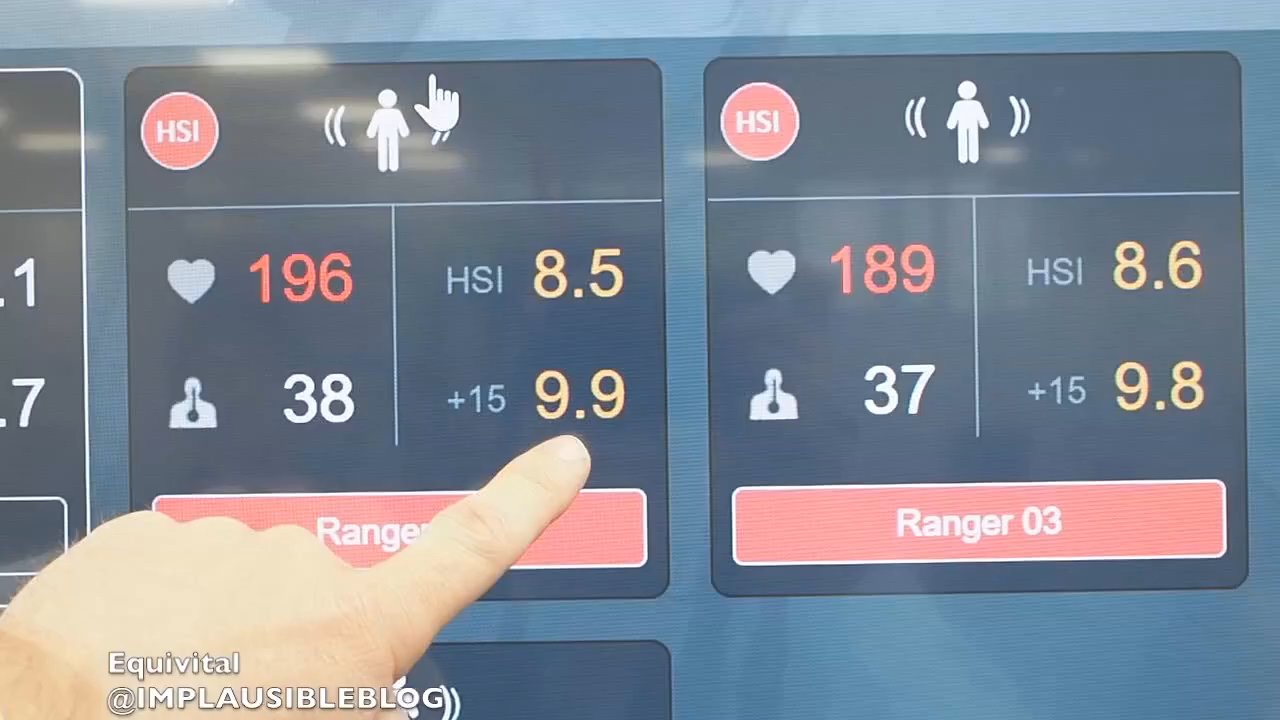 HSI
HSI
.1
196
HSI 8.5
189
HSI 8.6
.7
38
+15 9.9
37
+15 9.8
Ranger
Ranger 03
Equivital
@IMPLAUSIBLEBLOG